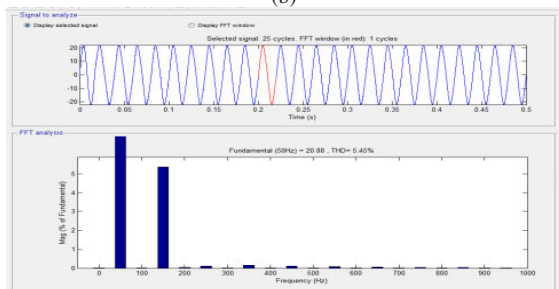 (b)
Signal to analyze
Display selected signal
Display FFT window
Selected signal: 25 cycles. FFT window (in red): 1 cycles
20
10
0
-10
-20
0 0.05 0.1 0.15 0.2 0.25 0.3 0.35 0.4 0.45 0.5
Time (s)
FFT analysis
Fundamental (50Hz) = 20.88 , THD= 5.45%
Mag (% of Fundamental)
5
4
3
2
1
0
0 100 200 300 400 500 600 700 800 900 1000
Frequency (Hz)